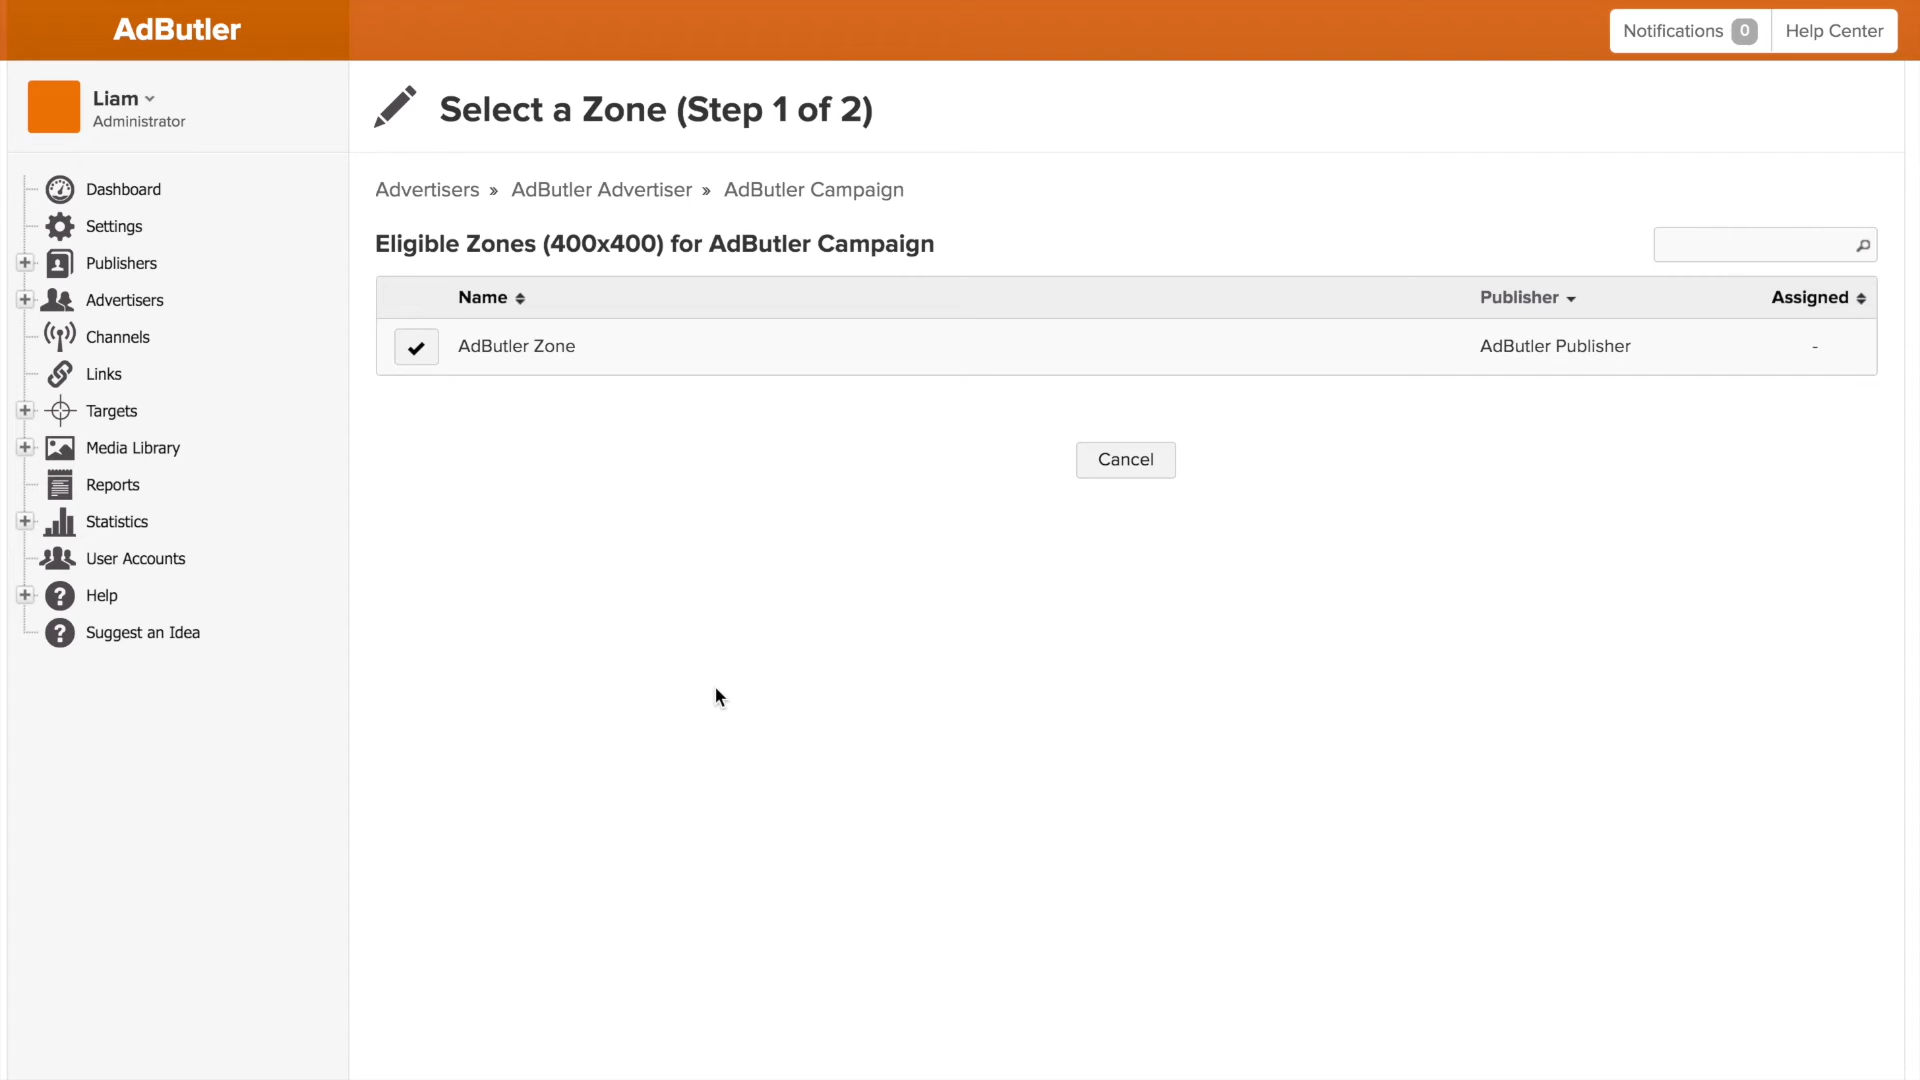 AdButler
Notifications 0
Help Center
Liam
Administrator
Dashboard
Settings
Publishers
Advertisers
Channels
Links
Targets
Media Library
Reports
Statistics
User Accounts
Help
Suggest an Idea
Select a Zone (Step 1 of 2)
Advertisers » AdButler Advertiser » AdButler Campaign
Eligible Zones (400x400) for AdButler Campaign
Name Publisher Assigned
AdButler Zone AdButler Publisher -
Cancel